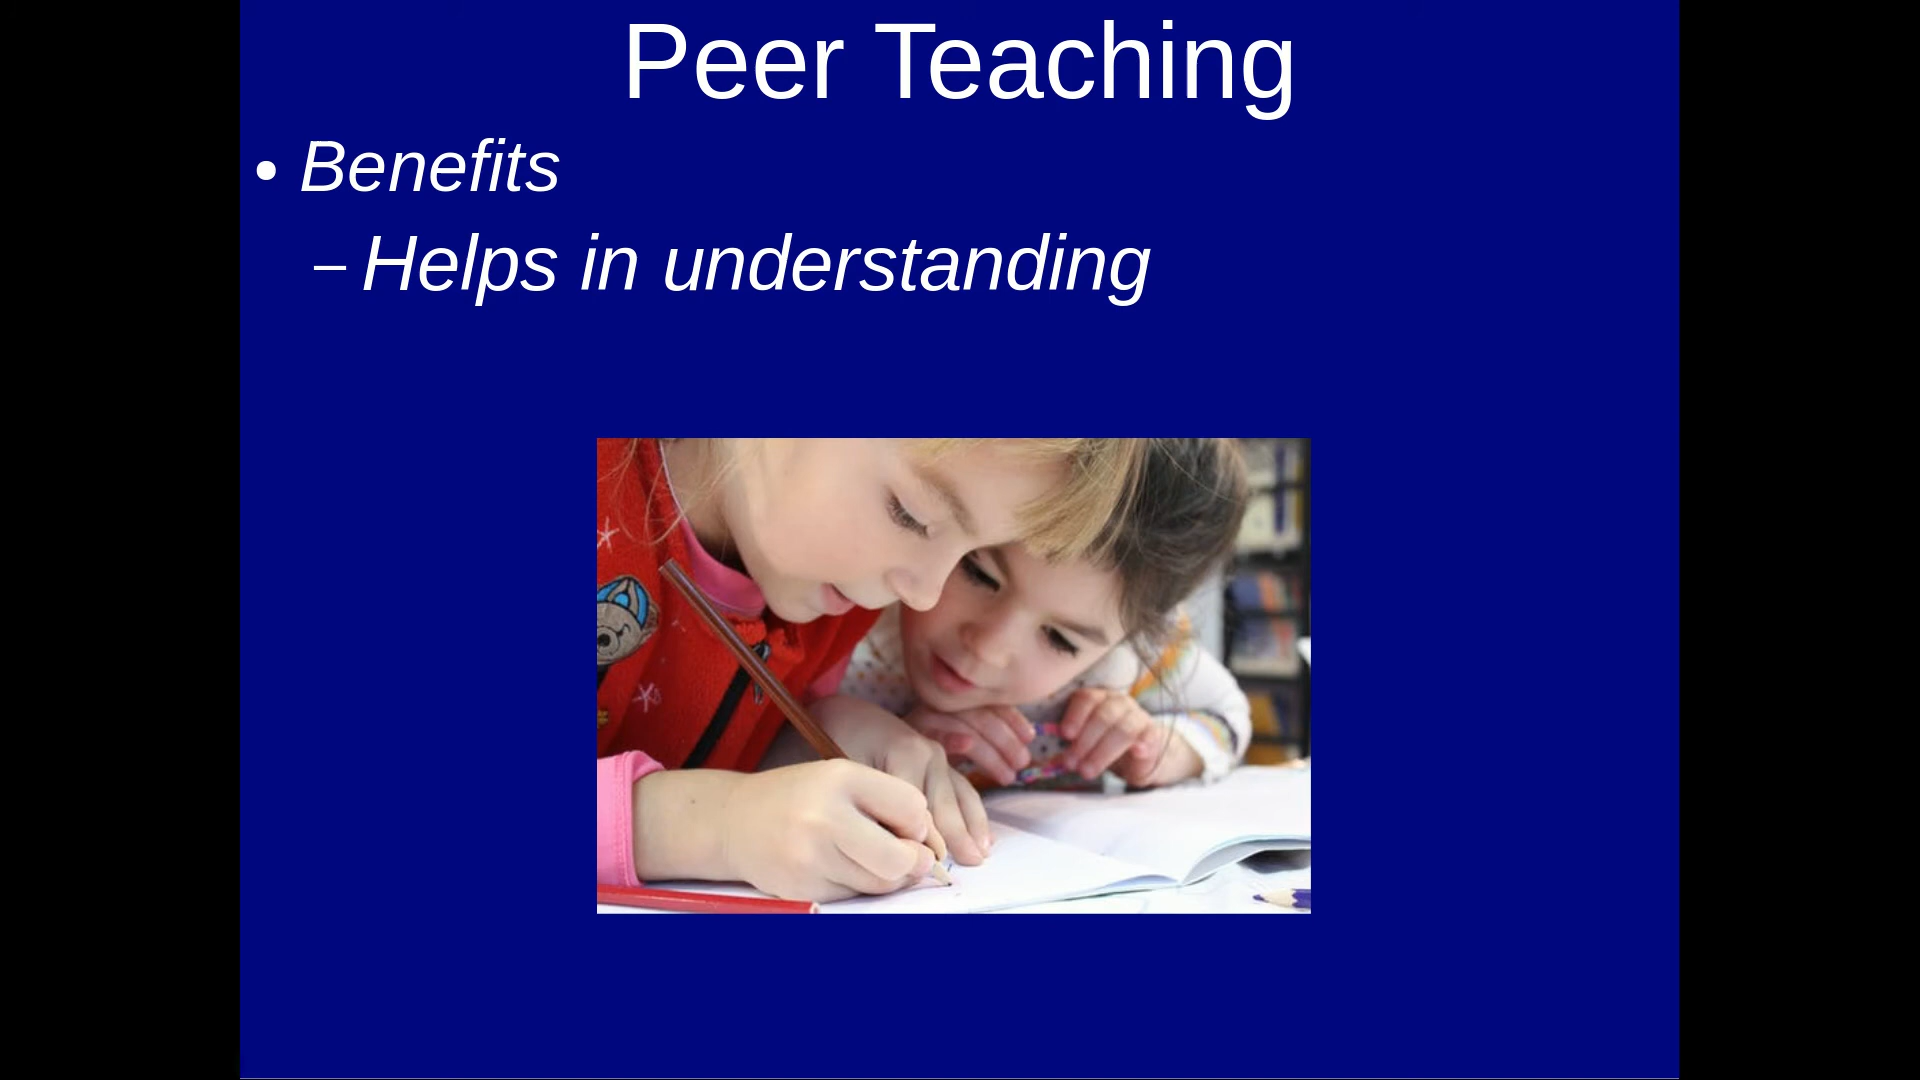 Peer Teaching
• Benefits
– Helps in understanding